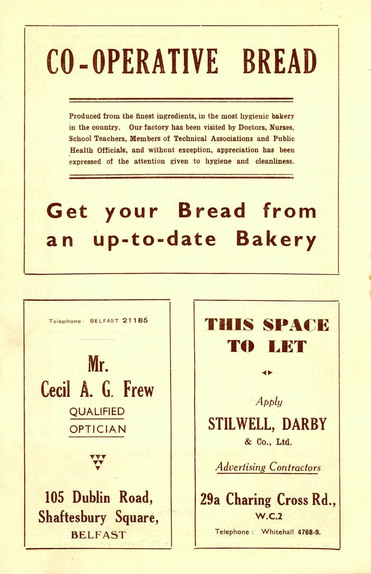 CO-OPERATIVE BREAD
Produced from the finest ingredients, in the most hygienic bakery
in the country. Our factory has been visited by Doctors, Nurses,
School Teachers, Members of Technical Associations and Public
Health Officials, and without exception, appreciation has been
expressed of the attention given to hygiene and cleanliness.
Get your Bread from
an up-to-date Bakery
Telephone: BELFAST 21185
Mr.
Cecil A. G. Frew
QUALIFIED
OPTICIAN
105 Dublin Road,
Shaftesbury Square,
BELFAST
THIS SPACE
TO LET
Apply
STILWELL, DARBY
& Co., Ltd.
Advertising Contractors
29a Charing Cross Rd.,
W.C.2
Telephone: Whitehall 4768-9.